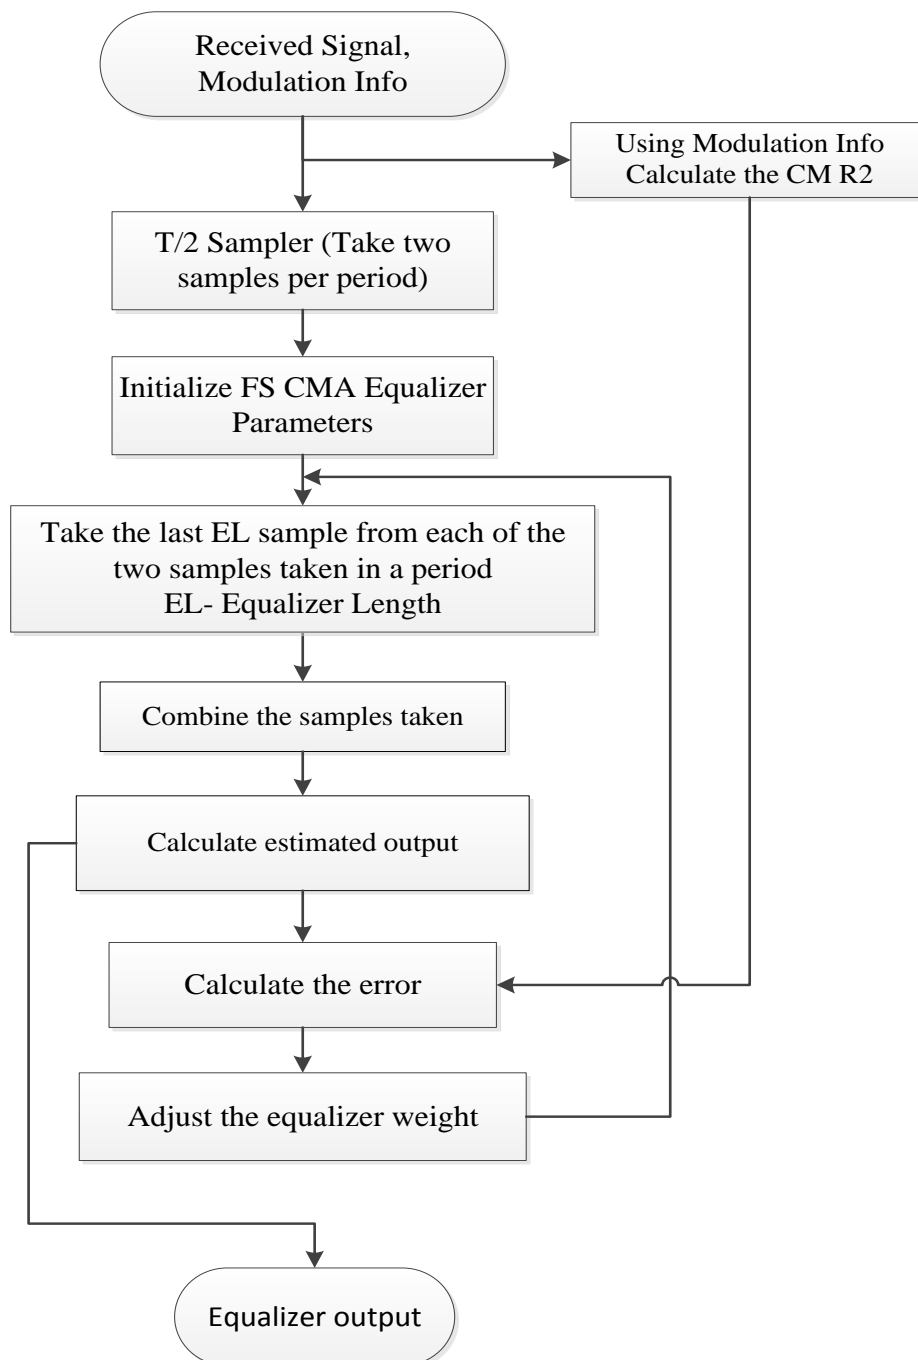 Received Signal,
Modulation Info
Using Modulation Info
Calculate the CM R2
T/2 Sampler (Take two
samples per period)
Initialize FS CMA Equalizer
Parameters
Take the last EL sample from each of the
two samples taken in a period
EL- Equalizer Length
Combine the samples taken
Calculate estimated output
Calculate the error
Adjust the equalizer weight
Equalizer output